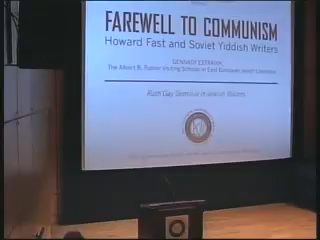 FAREWELL TO COMMUNISM
Howard Fast and Soviet Yiddish Writers
GENNADY ESTRAIKH
The Albert B. Ratner Visiting Scholar in East European Jewish Literature
Ruth Gay Seminar in Jewish Studies